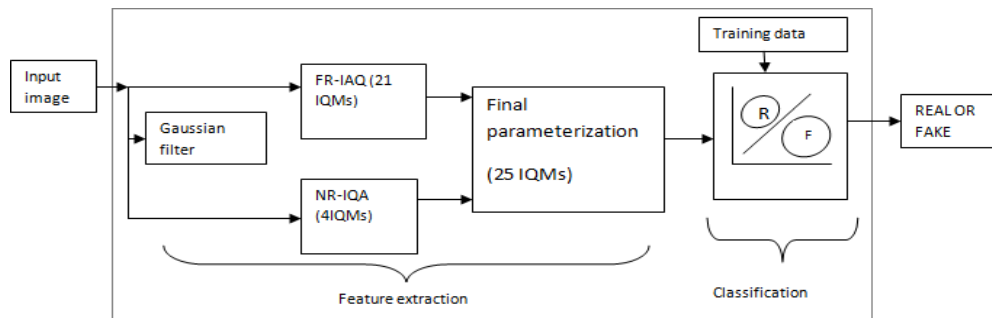 Training data
Input
image
FR-IAQ (21
IQMs)
Gaussian
filter
NR-IQA
(4IQMs)
Final
parameterization
(25 IQMs)
R
F
REAL OR
FAKE
Feature extraction
Classification